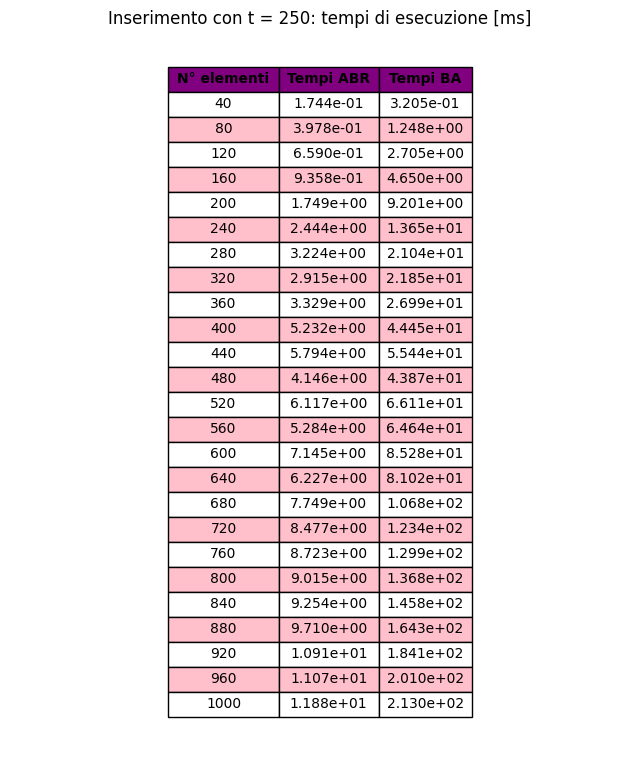 Inserimento con t = 250: tempi di esecuzione [ms]
N° elementi Tempi ABR Tempi BA
40 1.744e-01 3.205e-01
80 3.978e-01 1.248e+00
120 6.590e-01 2.705e+00
160 9.358e-01 4.650e+00
200 1.749e+00 9.201e+00
240 2.444e+00 1.365e+01
280 3.224e+00 2.104e+01
320 2.915e+00 2.185e+01
360 3.329e+00 2.699e+01
400 5.232e+00 4.445e+01
440 5.794e+00 5.544e+01
480 4.146e+00 4.387e+01
520 6.117e+00 6.611e+01
560 5.284e+00 6.464e+01
600 7.145e+00 8.528e+01
640 6.227e+00 8.102e+01
680 7.749e+00 1.068e+02
720 8.477e+00 1.234e+02
760 8.723e+00 1.299e+02
800 9.015e+00 1.368e+02
840 9.254e+00 1.458e+02
880 9.710e+00 1.643e+02
920 1.091e+01 1.841e+02
960 1.107e+01 2.010e+02
1000 1.188e+01 2.130e+02